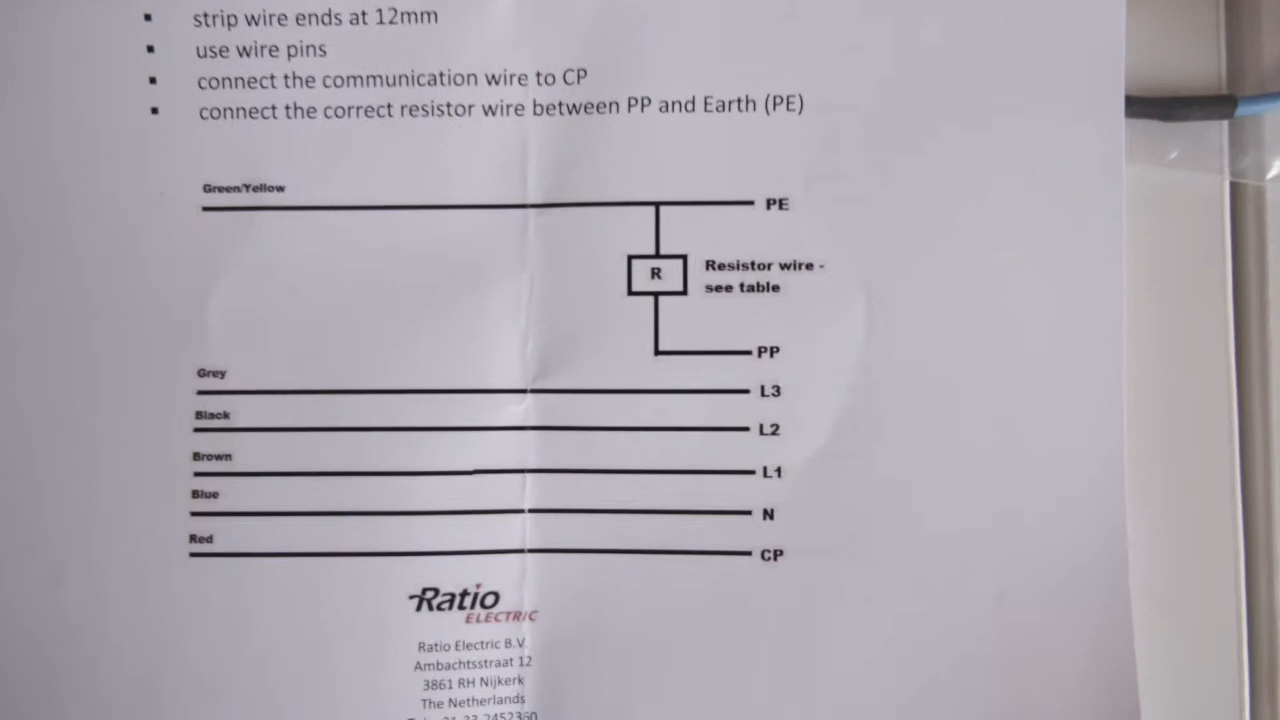 strip wire ends at 12mm
use wire pins
connect the communication wire to CP
connect the correct resistor wire between PP and Earth (PE)
Green/Yellow
PE
R
Resistor wire -
see table
PP
Grey
L3
Black
L2
Brown
L1
Blue
N
Red
CP
Ratio
ELECTRIC
Ratio Electric B.V.
Ambachtsstraat 12
3861 RH Nijkerk
The Netherlands